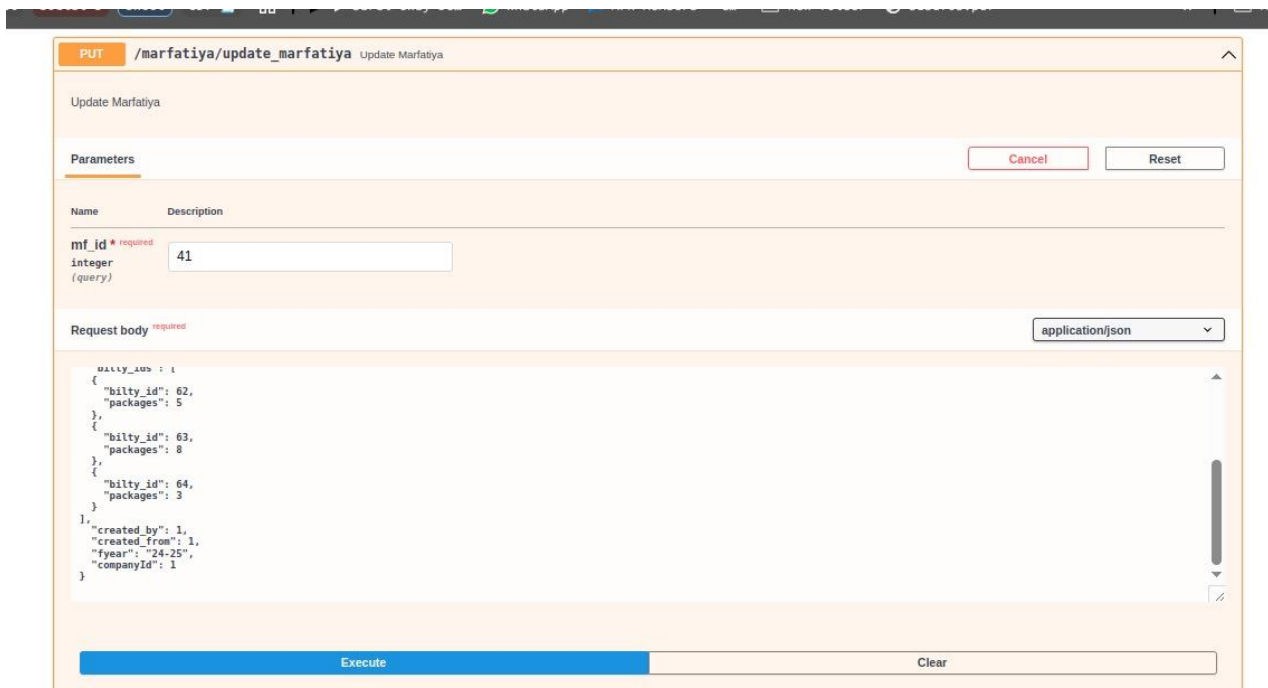 PUT /marfatiya/update_marfatiya Update Marfatiya
Update Marfatiya
Parameters Cancel Reset
Name Description
mf_id * required
integer
(query)
41
Request body required application/json
{
"bilty_id": 62,
"packages": 5
},
{
"bilty_id": 63,
"packages": 8
},
{
"bilty_id": 64,
"packages": 3
}
],
"created_by": 1,
"created_from": 1,
"fyear": "24-25",
"companyId": 1
}
Execute Clear